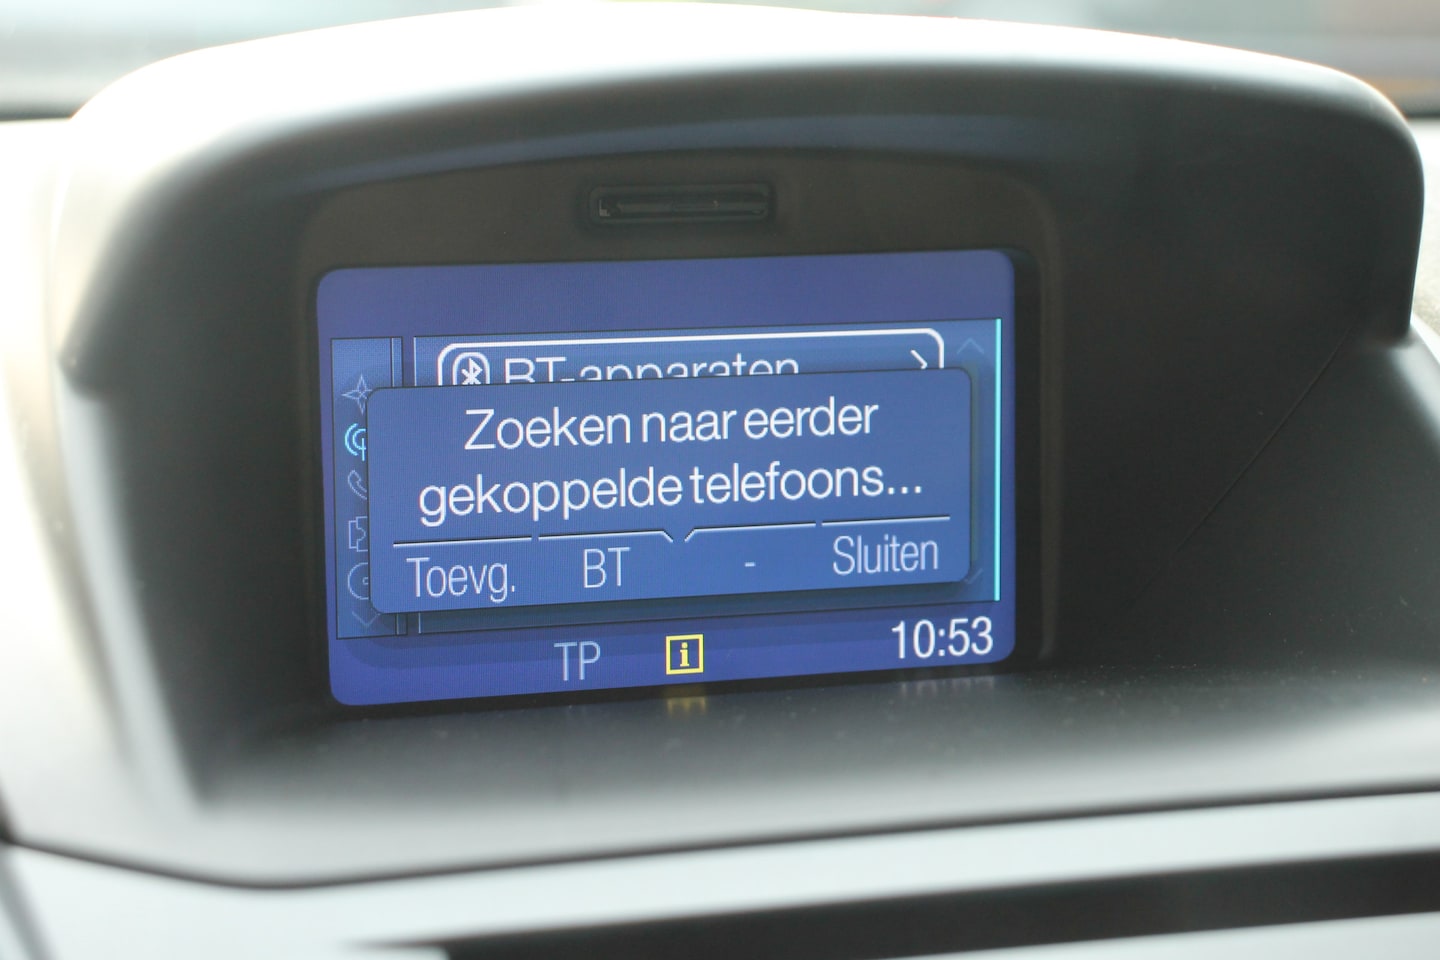 BT-apparaten
Zoeken naar eerder
gekoppelde telefoons...
Toevg. BT - Sluiten
TP i 10:53